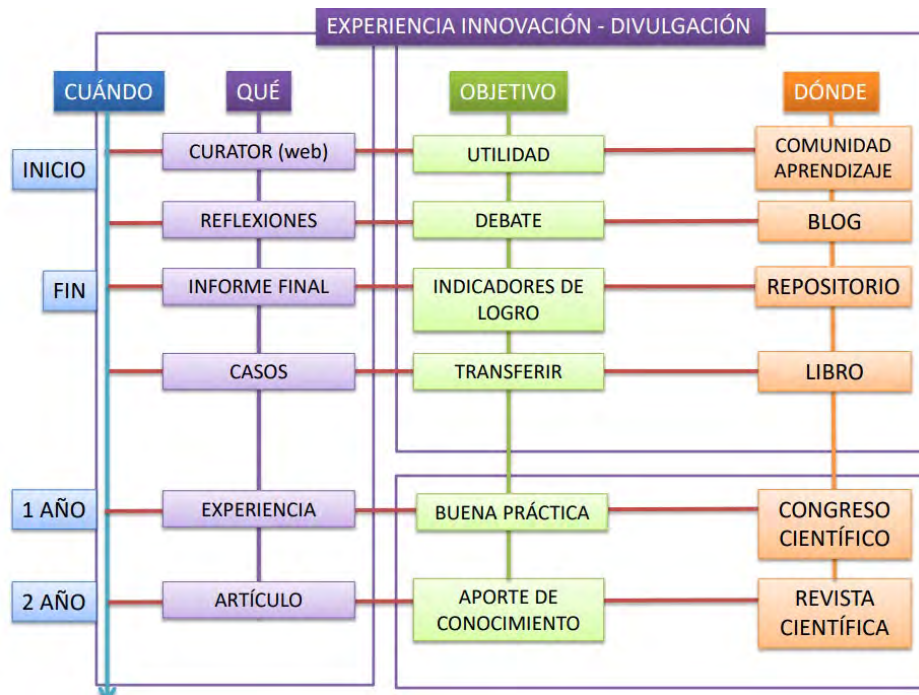 EXPERIENCIA INNOVACIÓN - DIVULGACIÓN
CUÁNDO
QUÉ
OBJETIVO
DÓNDE
INICIO
CURATOR (web)
UTILIDAD
COMUNIDAD
APRENDIZAJE
REFLEXIONES
DEBATE
BLOG
FIN
INFORME FINAL
INDICADORES DE
LOGRO
REPOSITORIO
CASOS
TRANSFERIR
LIBRO
1 AÑO
EXPERIENCIA
BUENA PRÁCTICA
CONGRESO
CIENTÍFICO
2 AÑO
ARTÍCULO
APORTE DE
CONOCIMIENTO
REVISTA
CIENTÍFICA